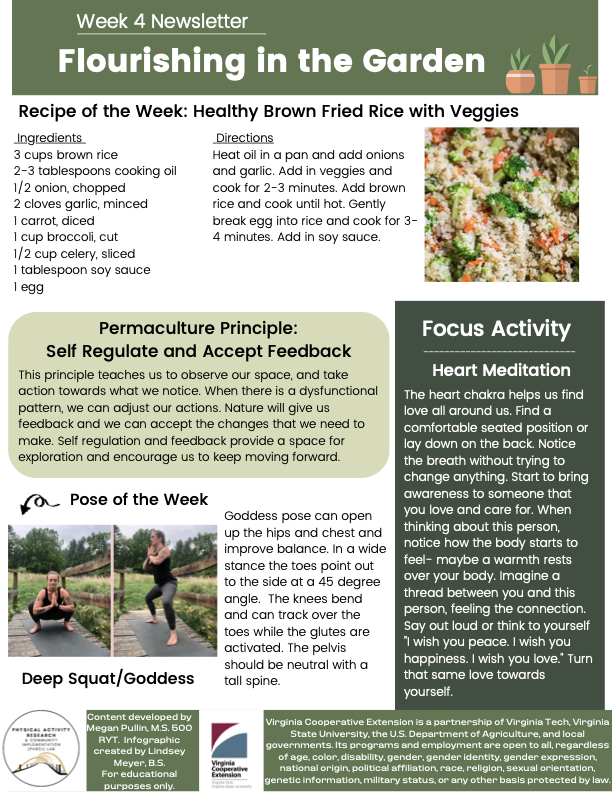 Week 4 Newsletter
Flourishing in the Garden
Recipe of the Week: Healthy Brown Fried Rice with Veggies
Ingredients
3 cups brown rice
2-3 tablespoons cooking oil
1/2 onion, chopped
2 cloves garlic, minced
1 carrot, diced
1 cup broccoli, cut
1/2 cup celery, sliced
1 tablespoon soy sauce
1 egg
Directions
Heat oil in a pan and add onions
and garlic. Add in veggies and
cook for 2-3 minutes. Add brown
rice and cook until hot. Gently
break egg into rice and cook for 3-
4 minutes. Add in soy sauce.
Permaculture Principle:
Self Regulate and Accept Feedback
This principle teaches us to observe our space, and take
action towards what we notice. When there is a dysfunctional
pattern, we can adjust our actions. Nature will give us
feedback and we can accept the changes that we need to
make. Self regulation and feedback provide a space for
exploration and encourage us to keep moving forward.
Focus Activity
Heart Meditation
The heart chakra helps us find
love all around us. Find a
comfortable seated position or
lay down on the back. Notice
the breath without trying to
change anything. Start to bring
awareness to someone that
you love and care for. When
thinking about this person,
notice how the body starts to
feel- maybe a warmth rests
over your body. Imagine a
thread between you and this
person, feeling the connection.
Say out loud or think to yourself
"I wish you peace. I wish you
happiness. I wish you love." Turn
that same love towards
yourself.
Pose of the Week
Deep Squat/Goddess
Goddess pose can open
up the hips and chest and
improve balance. In a wide
stance the toes point out
to the side at a 45 degree
angle. The knees bend
and can track over the
toes while the glutes are
activated. The pelvis
should be neutral with a
tall spine.
PHYSICAL ACTIVITY
RESEARCH
& COMMUNITY
IMPLEMENTATION
(PARCI) LAB
Content developed by
Megan Pullin, M.S. 500
RYT. Infographic
created by Lindsey
Meyer, B.S.
For educational
purposes only.
Virginia
Cooperative
Extension
Virginia Tech
Virginia State University
Virginia Cooperative Extension is a partnership of Virginia Tech, Virginia
State University, the U.S. Department of Agriculture, and local
governments. Its programs and employment are open to all, regardless
of age, color, disability, gender, gender identity, gender expression,
national origin, political affiliation, race, religion, sexual orientation,
genetic information, military status, or any other basis protected by law.